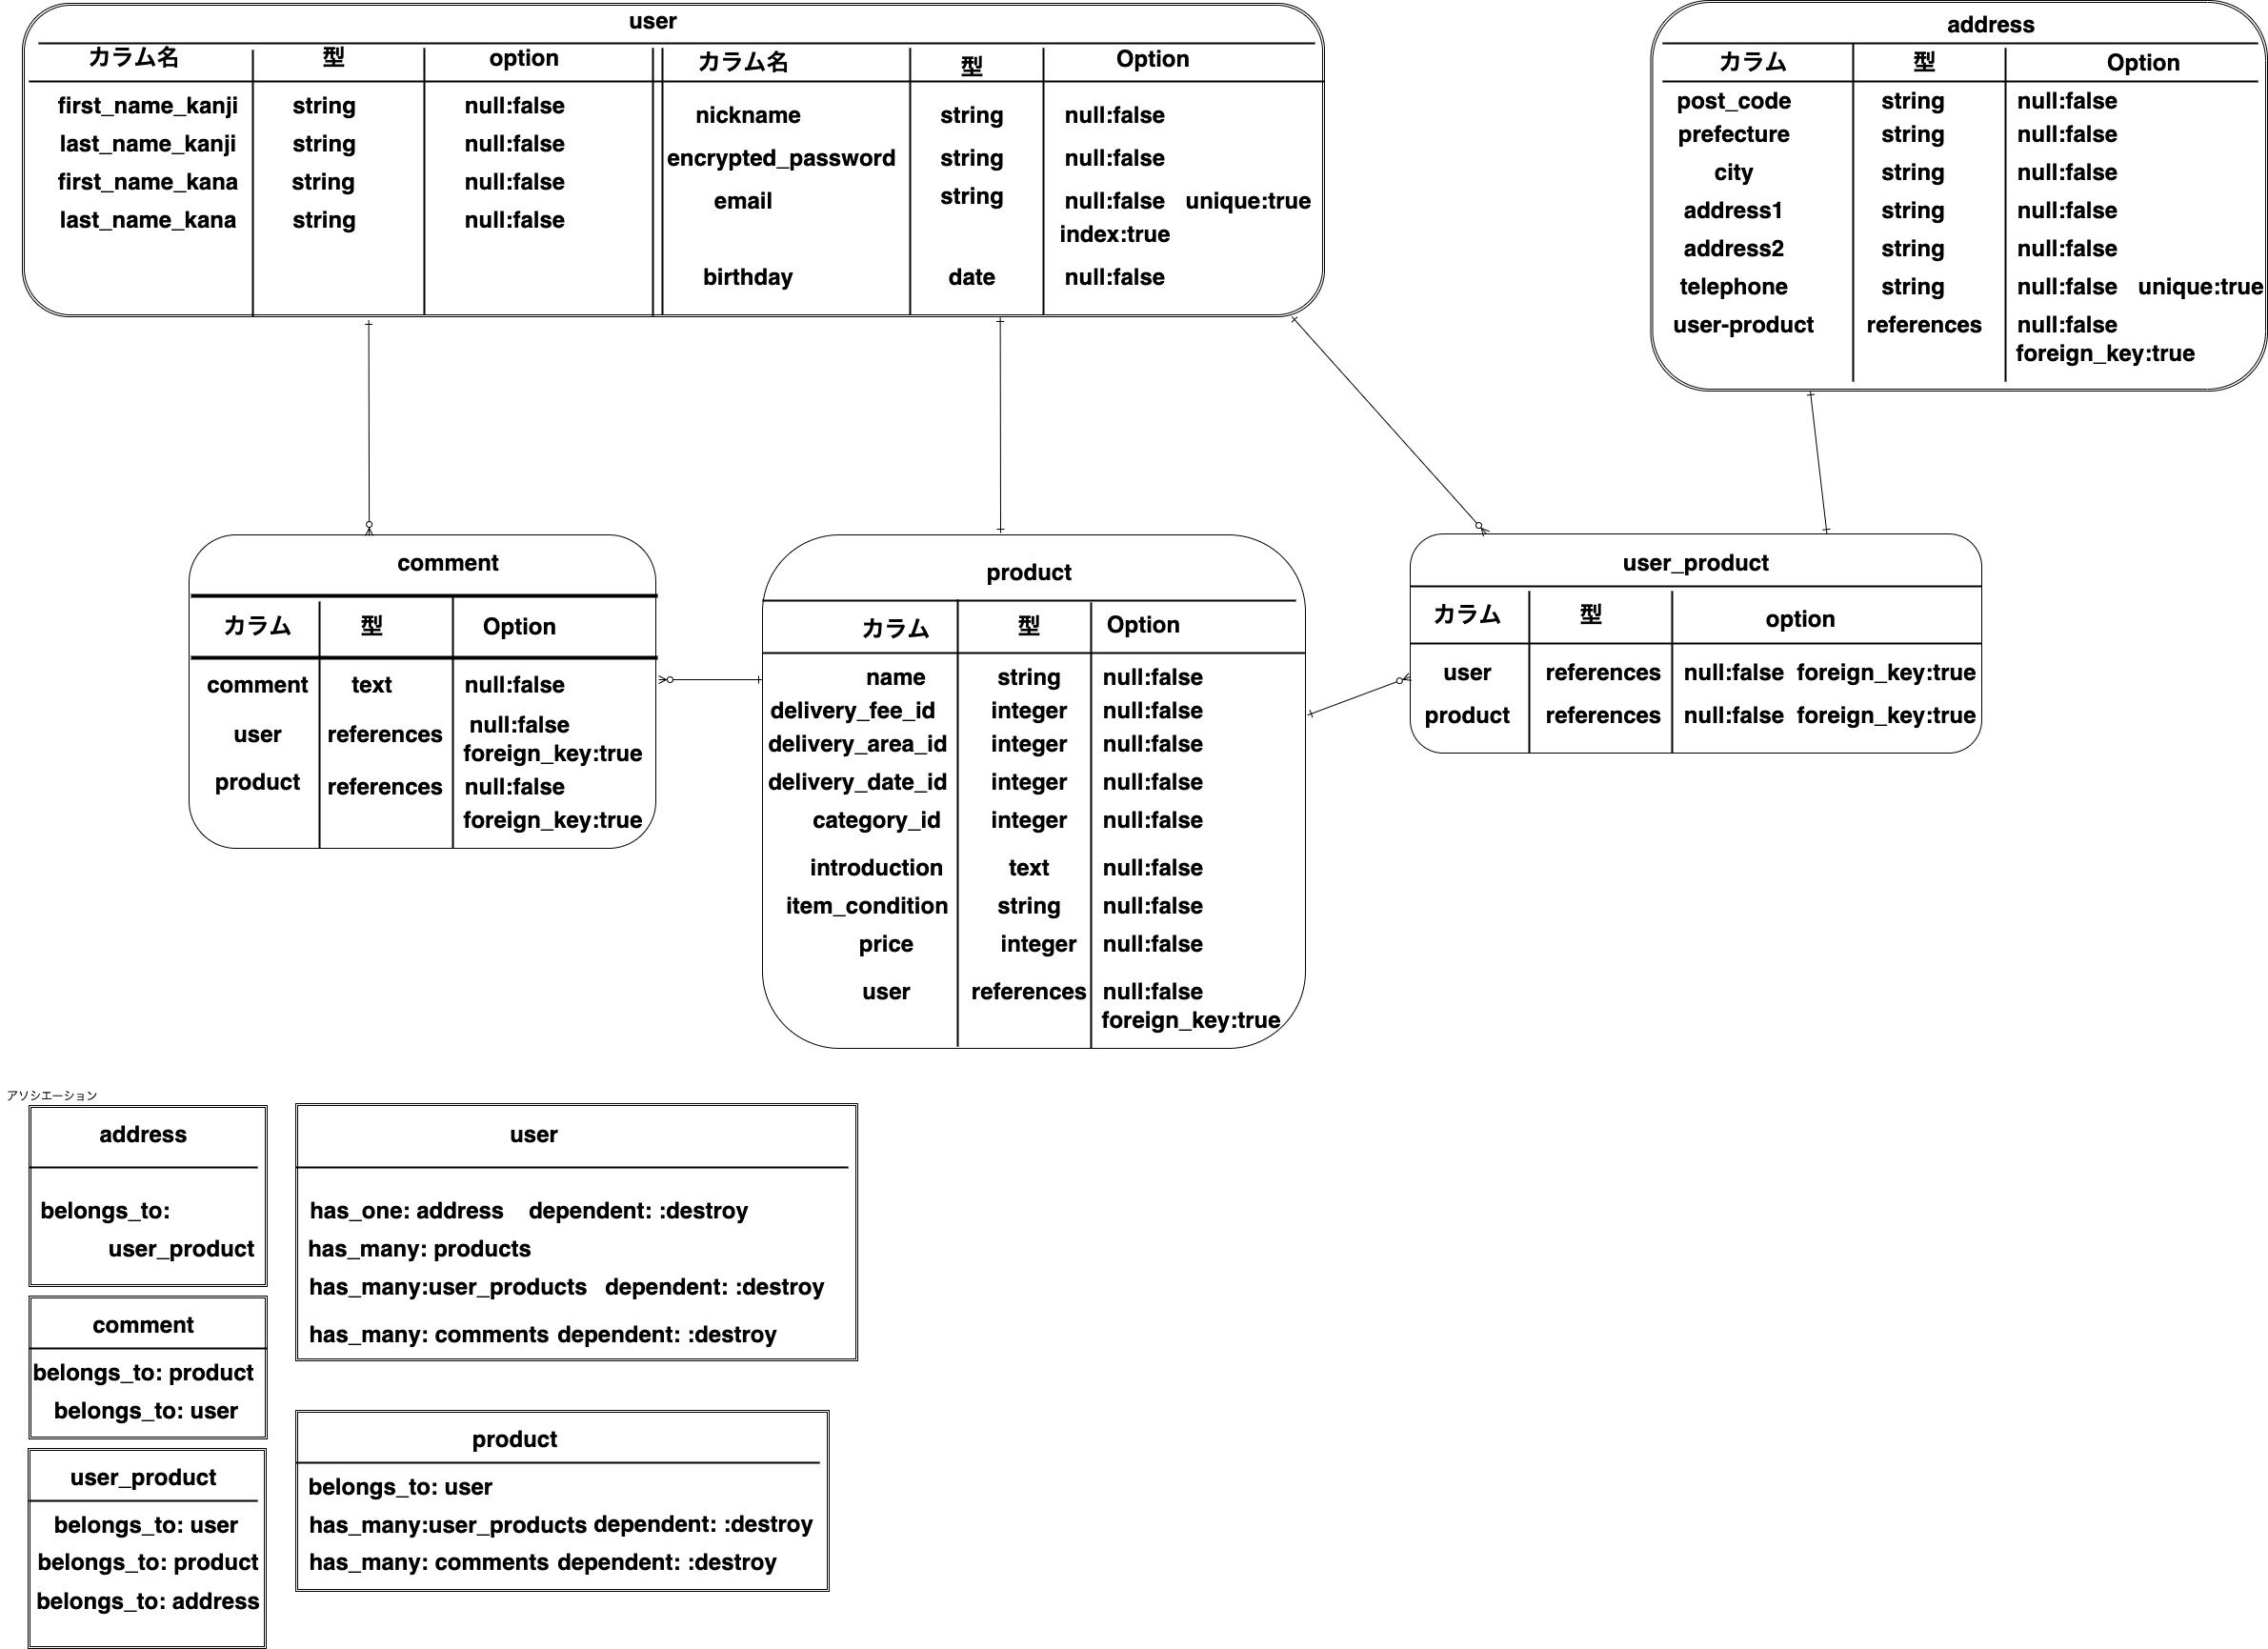 user
カラム名 型 option カラム名 型 Option
first_name_kanji string null:false nickname string null:false
last_name_kanji string null:false encrypted_password string null:false
first_name_kana string null:false email string null:false unique:true
last_name_kana string null:false index:true
birthday date null:false
address
カラム 型 Option
post_code string null:false
prefecture string null:false
city string null:false
address1 string null:false
address2 string null:false
telephone string null:false unique:true
user-product references null:false
foreign_key:true
comment
カラム 型 Option
comment text null:false
user references null:false
foreign_key:true
product references null:false
foreign_key:true
product
カラム 型 Option
name string null:false
delivery_fee_id integer null:false
delivery_area_id integer null:false
delivery_date_id integer null:false
category_id integer null:false
introduction text null:false
item_condition string null:false
price integer null:false
user references null:false
foreign_key:true
user_product
カラム 型 option
user references null:false foreign_key:true
product references null:false foreign_key:true
アソシエーション
address
belongs_to:
user_product
comment
belongs_to: product
belongs_to: user
user_product
belongs_to: user
belongs_to: product
belongs_to: address
user
has_one: address dependent: :destroy
has_many: products
has_many:user_products dependent: :destroy
has_many: comments dependent: :destroy
product
belongs_to: user
has_many:user_products dependent: :destroy
has_many: comments dependent: :destroy